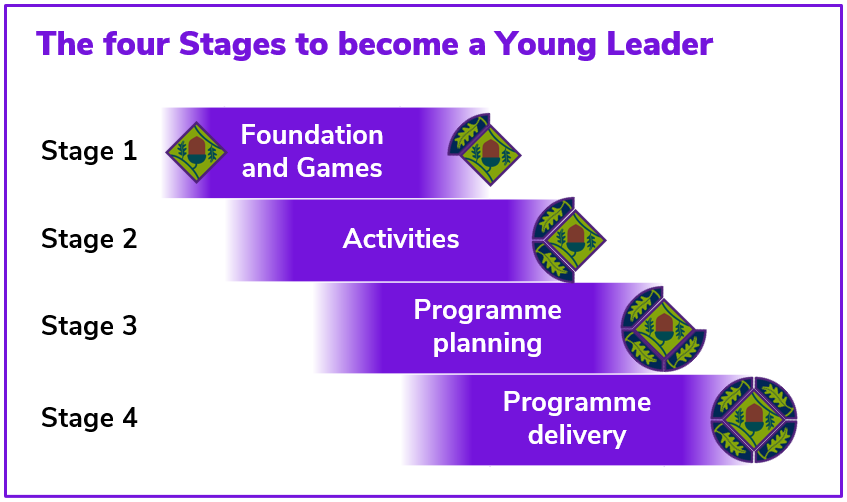 The four Stages to become a Young Leader
Stage 1
Foundation
and Games
Stage 2
Activities
Stage 3
Programme
planning
Stage 4
Programme
delivery